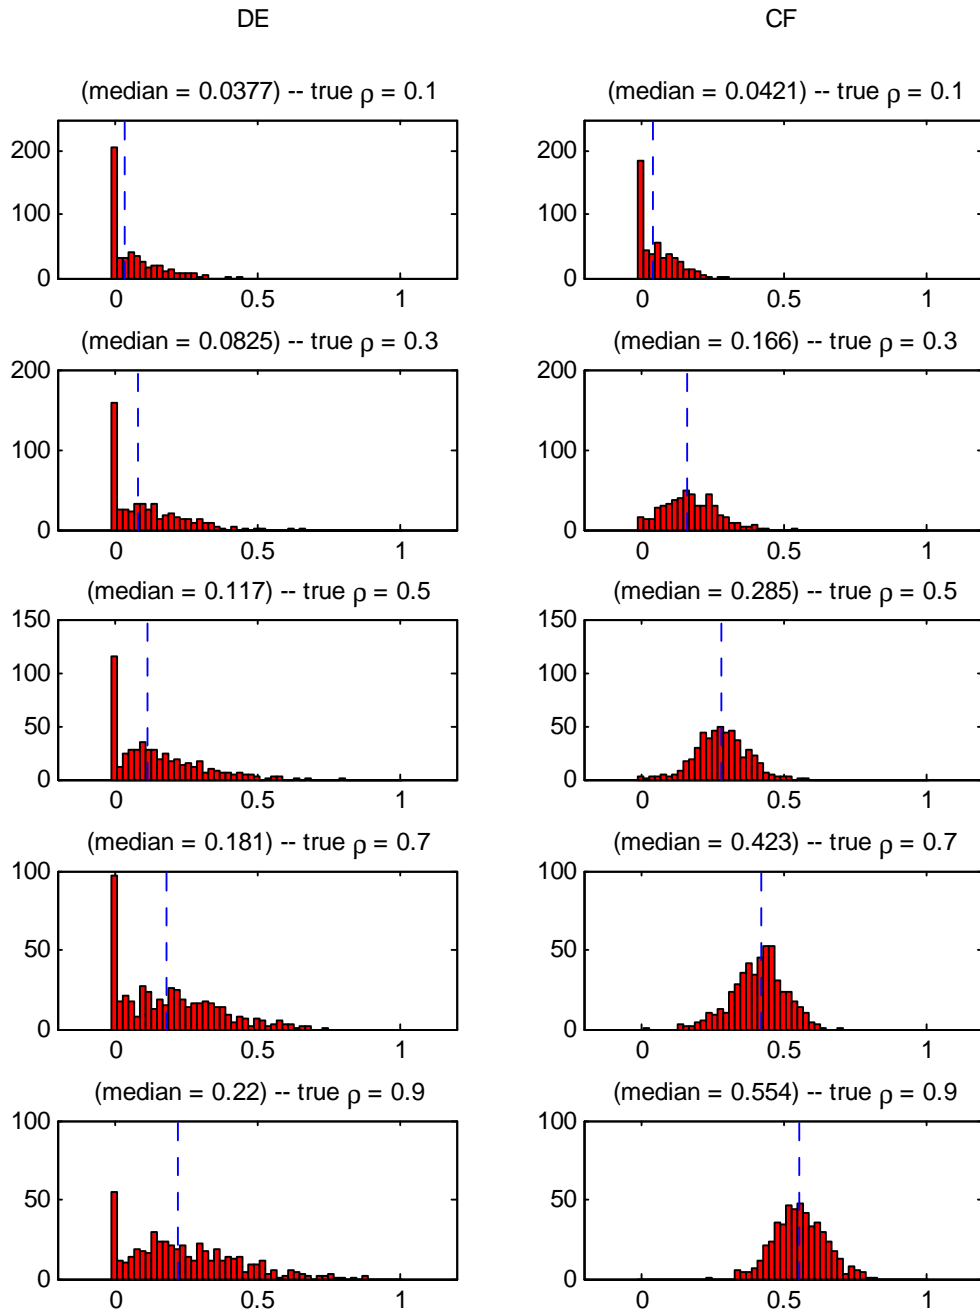 DE
CF
(median = 0.0377) -- true ρ = 0.1
(median = 0.0421) -- true ρ = 0.1
200
100
0
0 0.5 1
200
100
0
0 0.5 1
(median = 0.0825) -- true ρ = 0.3
(median = 0.166) -- true ρ = 0.3
200
100
0
0 0.5 1
200
100
0
0 0.5 1
(median = 0.117) -- true ρ = 0.5
(median = 0.285) -- true ρ = 0.5
150
100
50
0
0 0.5 1
150
100
50
0
0 0.5 1
(median = 0.181) -- true ρ = 0.7
(median = 0.423) -- true ρ = 0.7
100
50
0
0 0.5 1
100
50
0
0 0.5 1
(median = 0.22) -- true ρ = 0.9
(median = 0.554) -- true ρ = 0.9
100
50
0
0 0.5 1
100
50
0
0 0.5 1